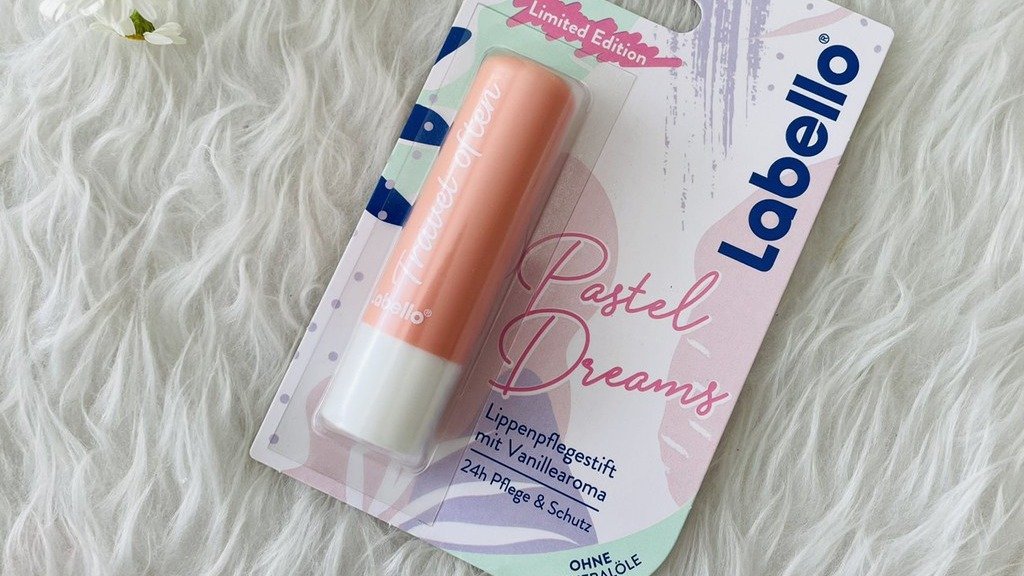 Limited Edition
Labello®
Travel often
Labello®
Pastel
Dreams
Lippenpflegestift
mit Vanillearoma
24h Pflege & Schutz
OHNE